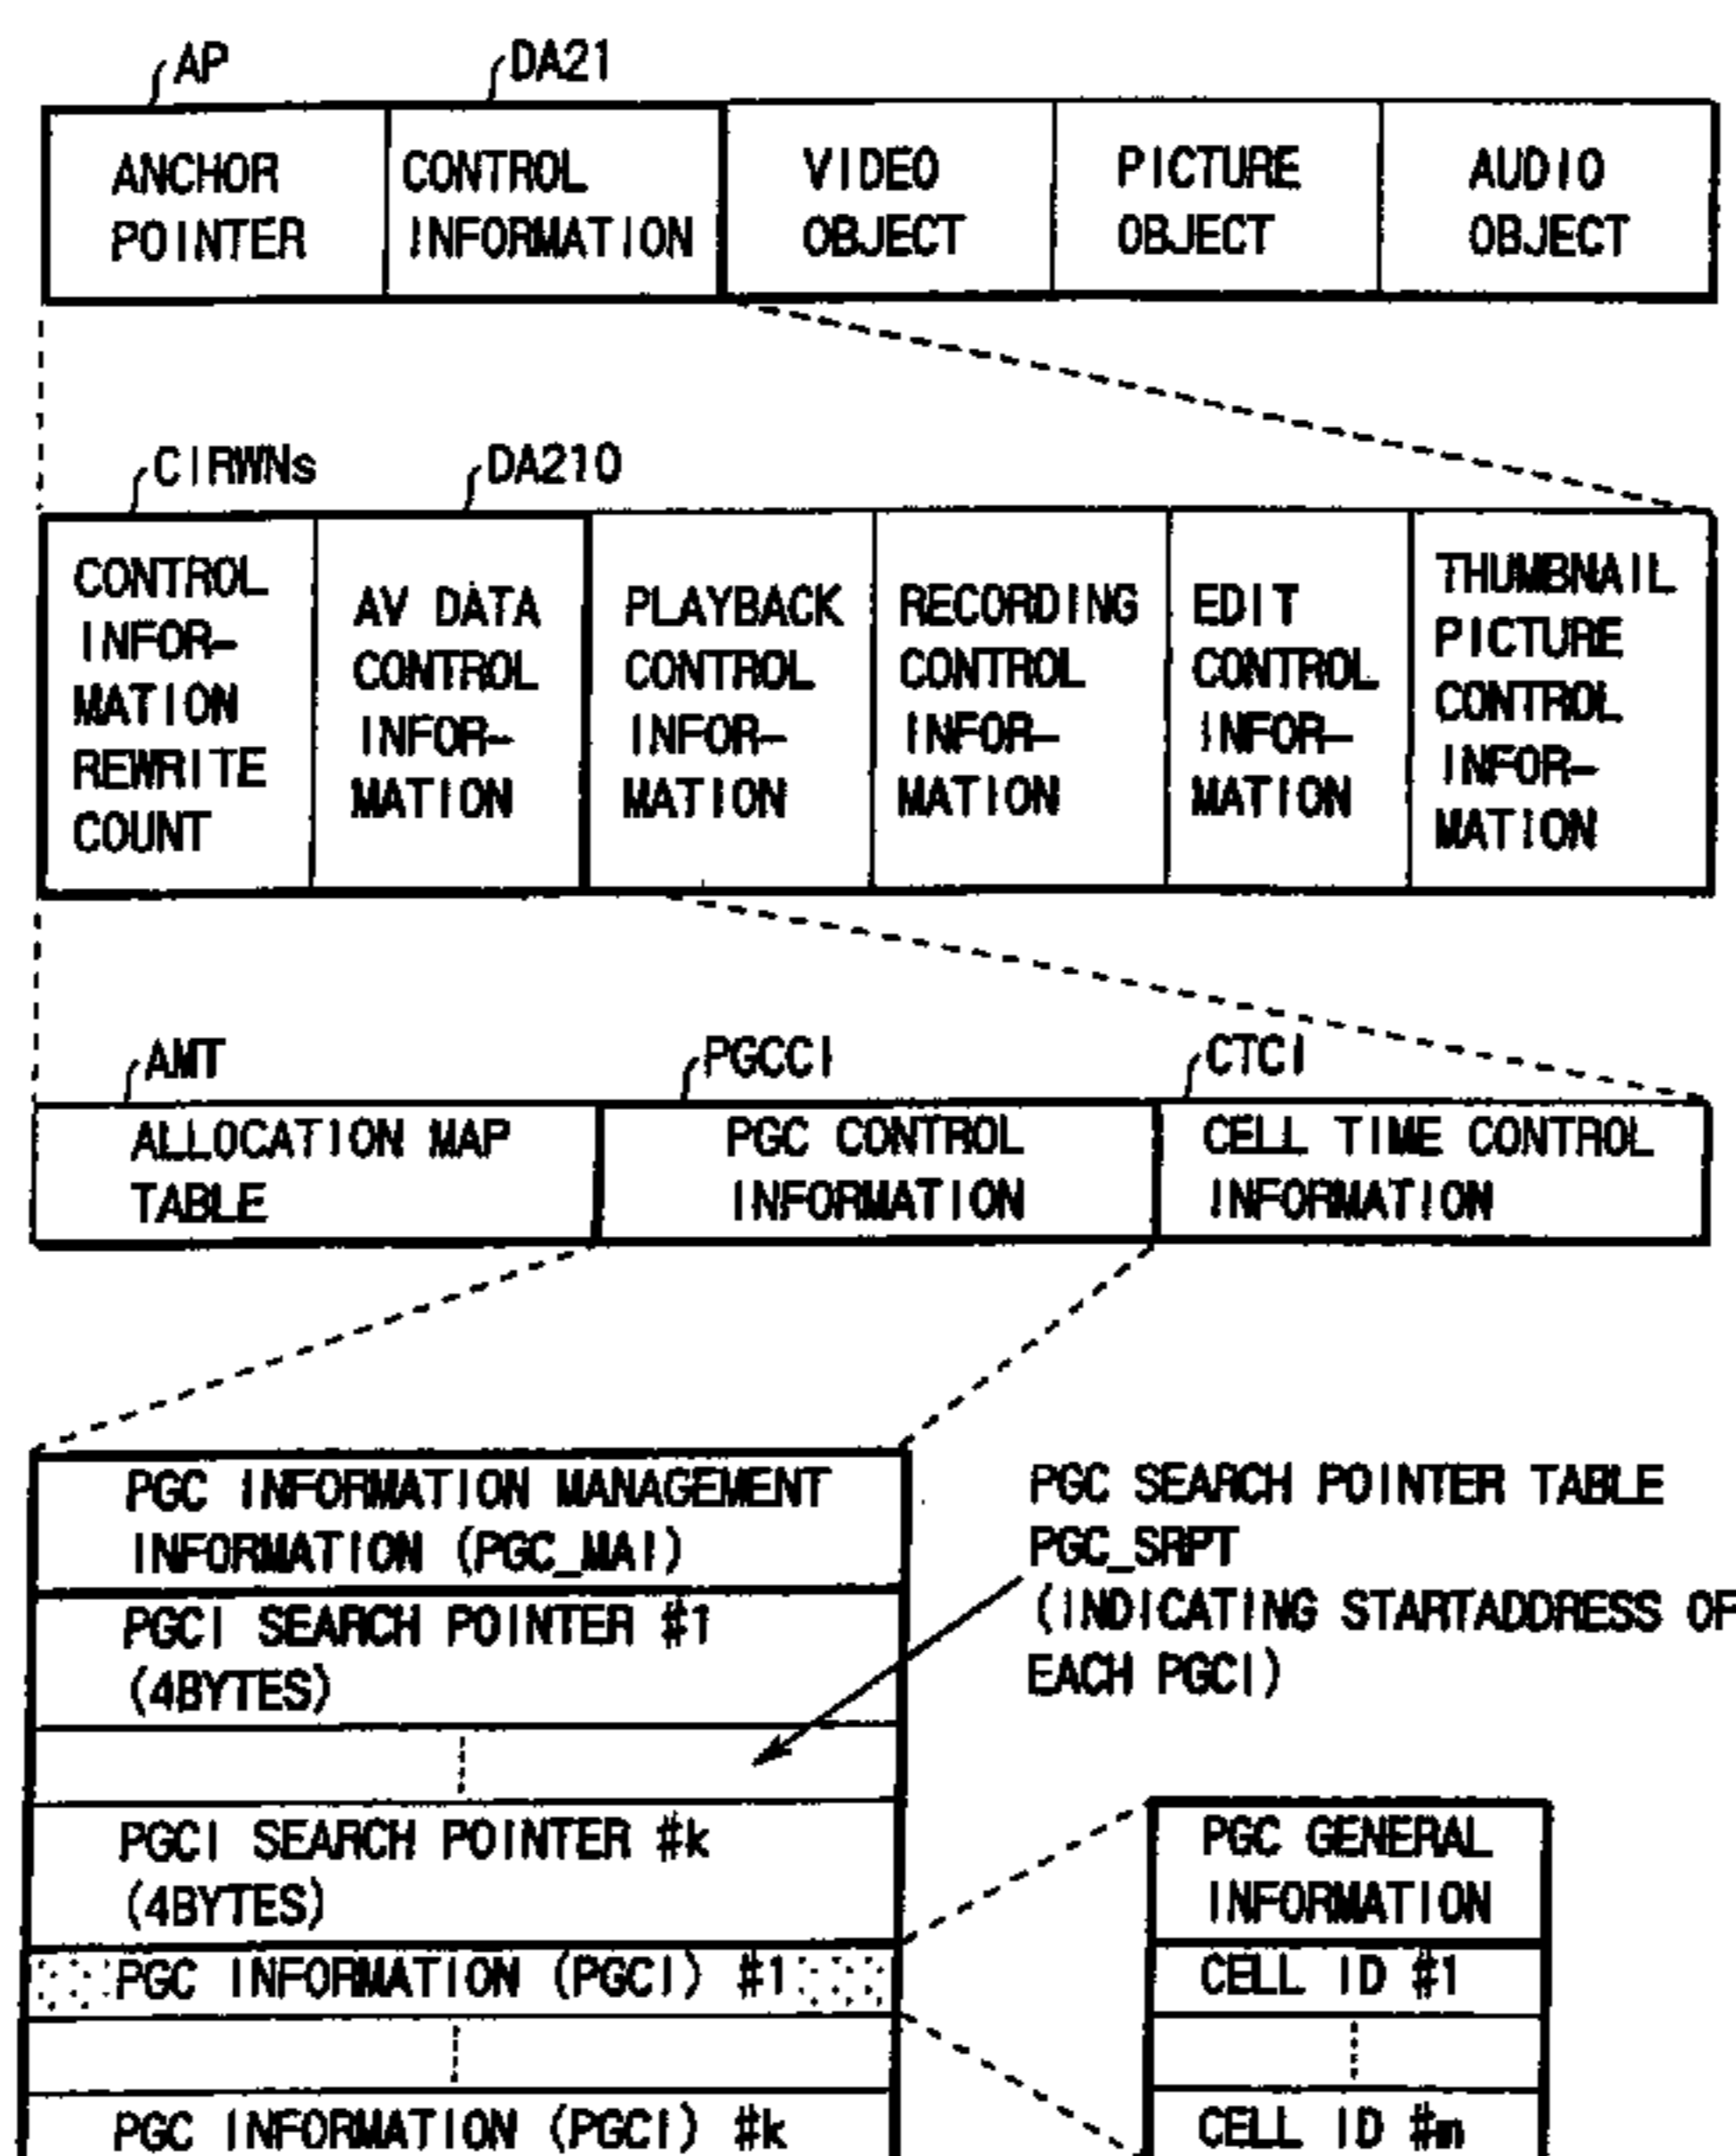 AP
DA21
ANCHOR
POINTER
CONTROL
INFORMATION
VIDEO
OBJECT
PICTURE
OBJECT
AUDIO
OBJECT
CIRWNs
DA210
CONTROL
INFOR-
MATION
REWRITE
COUNT
AV DATA
CONTROL
INFOR-
MATION
PLAYBACK
CONTROL
INFOR-
MATION
RECORDING
CONTROL
INFOR-
MATION
EDIT
CONTROL
INFOR-
MATION
THUMBNAIL
PICTURE
CONTROL
INFOR-
MATION
AMT
PGCCI
CTCI
ALLOCATION MAP
TABLE
PGC CONTROL
INFORMATION
CELL TIME CONTROL
INFORMATION
PGC INFORMATION MANAGEMENT
INFORMATION (PGC_MAI)
PGCI SEARCH POINTER #1
(4BYTES)
PGCI SEARCH POINTER #k
(4BYTES)
PGC INFORMATION (PGCI) #1
PGC INFORMATION (PGCI) #k
PGC SEARCH POINTER TABLE
PGC_SRPT
(INDICATING STARTADDRESS OF
EACH PGCI)
PGC GENERAL
INFORMATION
CELL ID #1
CELL ID #m